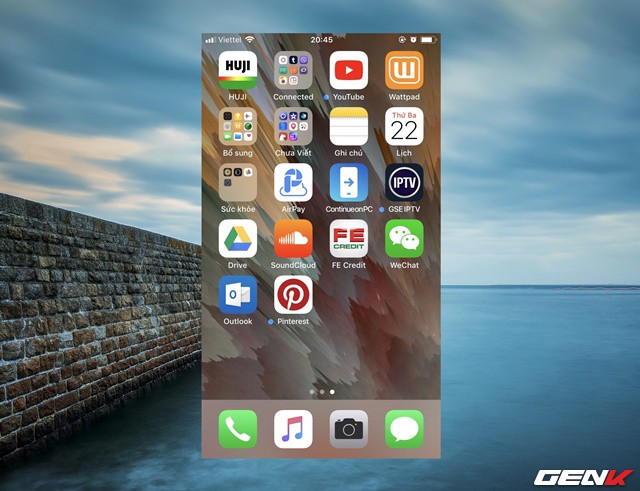 Viettel 20:45
HUJI
HUJI Connected YouTube Wattpad
Thứ Ba
22
Bổ sung Chưa Viết Ghi chú Lịch
IPTV
Sức khỏe AirPay ContinueonPC GSE IPTV
FE
CREDIT
Drive SoundCloud FE Credit WeChat
Outlook Pinterest
GENK